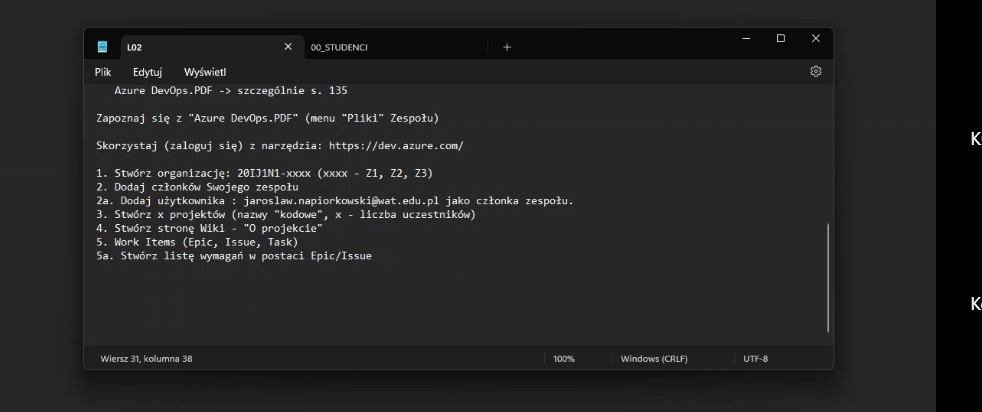 L02
00_STUDENCI
Plik Edytuj Wyświetl
Azure DevOps.PDF -> szczególnie s. 135
Zapoznaj się z "Azure DevOps.PDF" (menu "Pliki" Zespołu)
Skorzystaj (zaloguj się) z narzędzia: https://dev.azure.com/
1. Stwórz organizację: 20IJ1N1-xxxx (xxxx - Z1, Z2, Z3)
2. Dodaj członków Swojego zespołu
2a. Dodaj użytkownika : jaroslaw.napiorkowski@wat.edu.pl jako członka zespołu.
3. Stwórz x projektów (nazwy "kodowe", x - liczba uczestników)
4. Stwórz stronę Wiki - "O projekcie"
5. Work Items (Epic, Issue, Task)
5a. Stwórz listę wymagań w postaci Epic/Issue
Wiersz 31, kolumna 38 100% Windows (CRLF) UTF-8